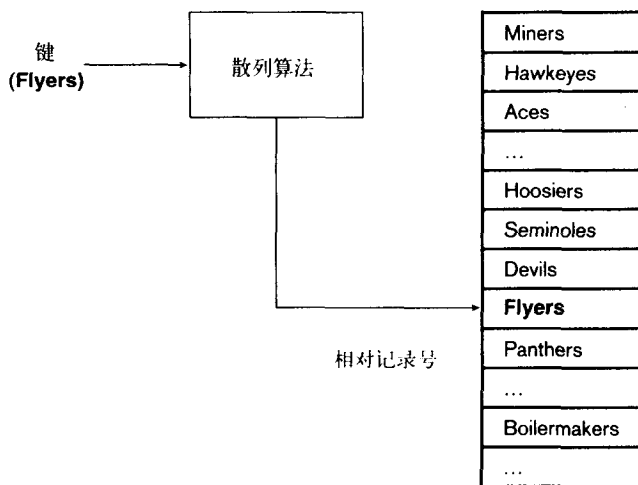 键
(Flyers)
散列算法
相对记录号
Miners
Hawkeyes
Aces
...
Hoosiers
Seminoles
Devils
Flyers
Panthers
...
Boilermakers
...